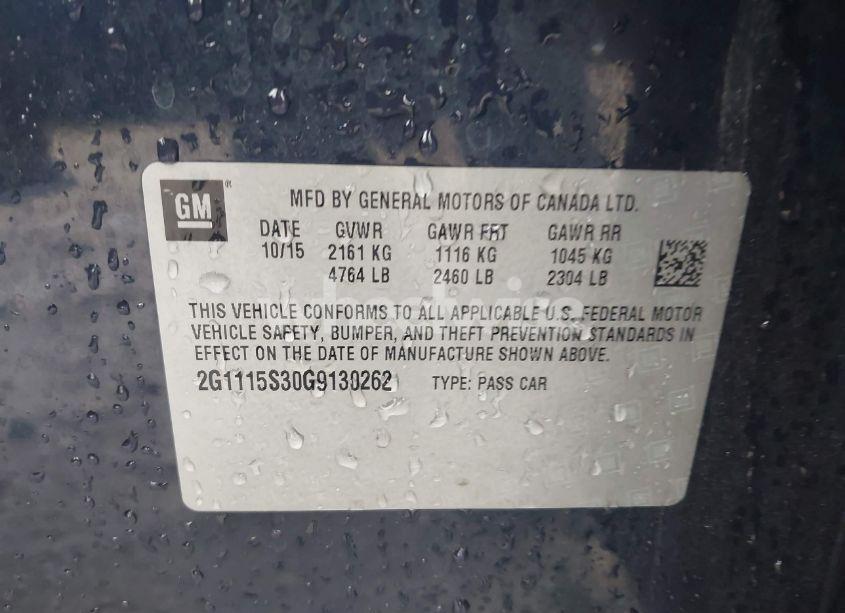 GM ® MFD BY GENERAL MOTORS OF CANADA LTD.
DATE GVWR GAWR FRT GAWR RR
10/15 2161 KG 1116 KG 1045 KG
4764 LB 2460 LB 2304 LB
THIS VEHICLE CONFORMS TO ALL APPLICABLE U.S. FEDERAL MOTOR
VEHICLE SAFETY, BUMPER, AND THEFT PREVENTION STANDARDS IN
EFFECT ON THE DATE OF MANUFACTURE SHOWN ABOVE.
2G1115S30G9130262 TYPE: PASS CAR